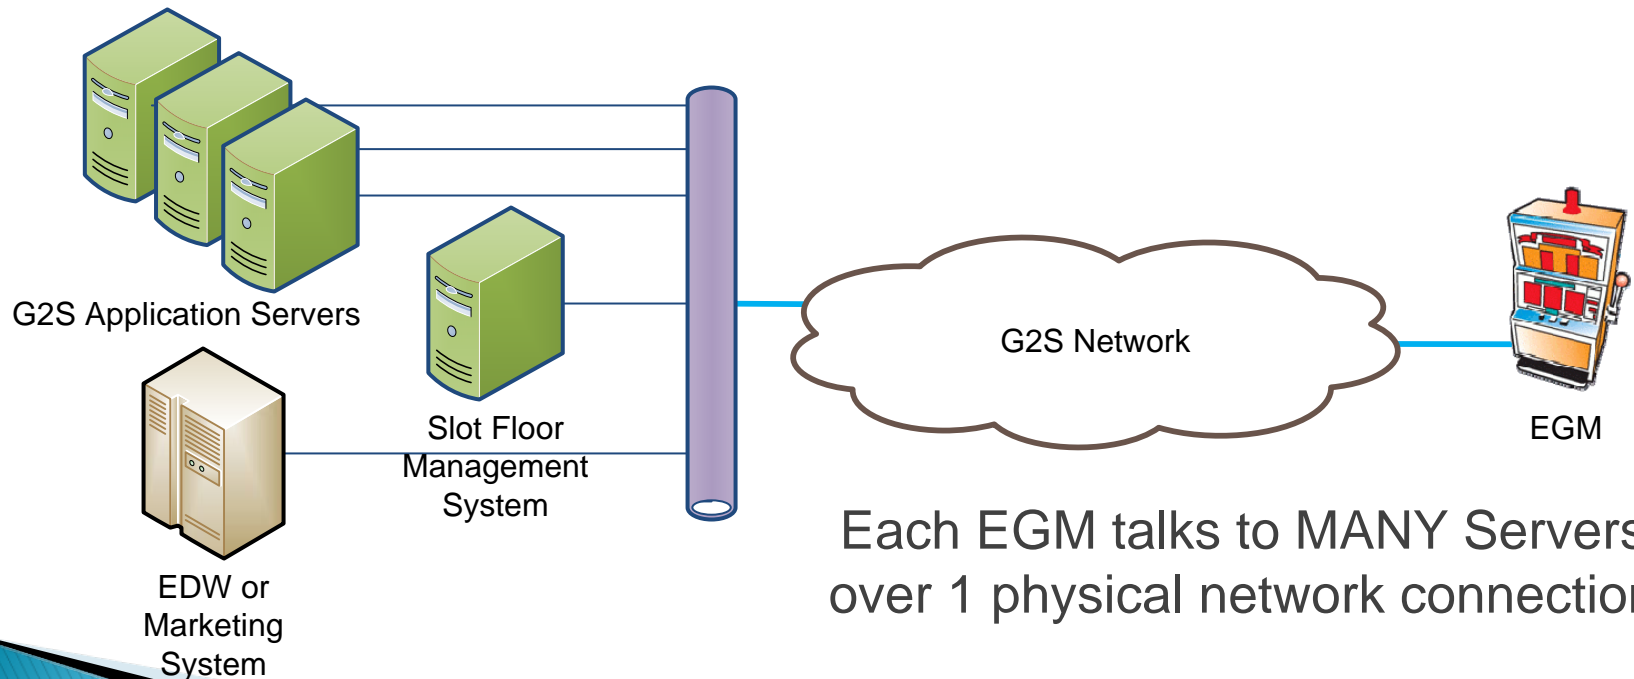 G2S Application Servers
Slot Floor
Management
System
EDW or
Marketing
System
G2S Network
EGM
Each EGM talks to MANY Servers
over 1 physical network connection